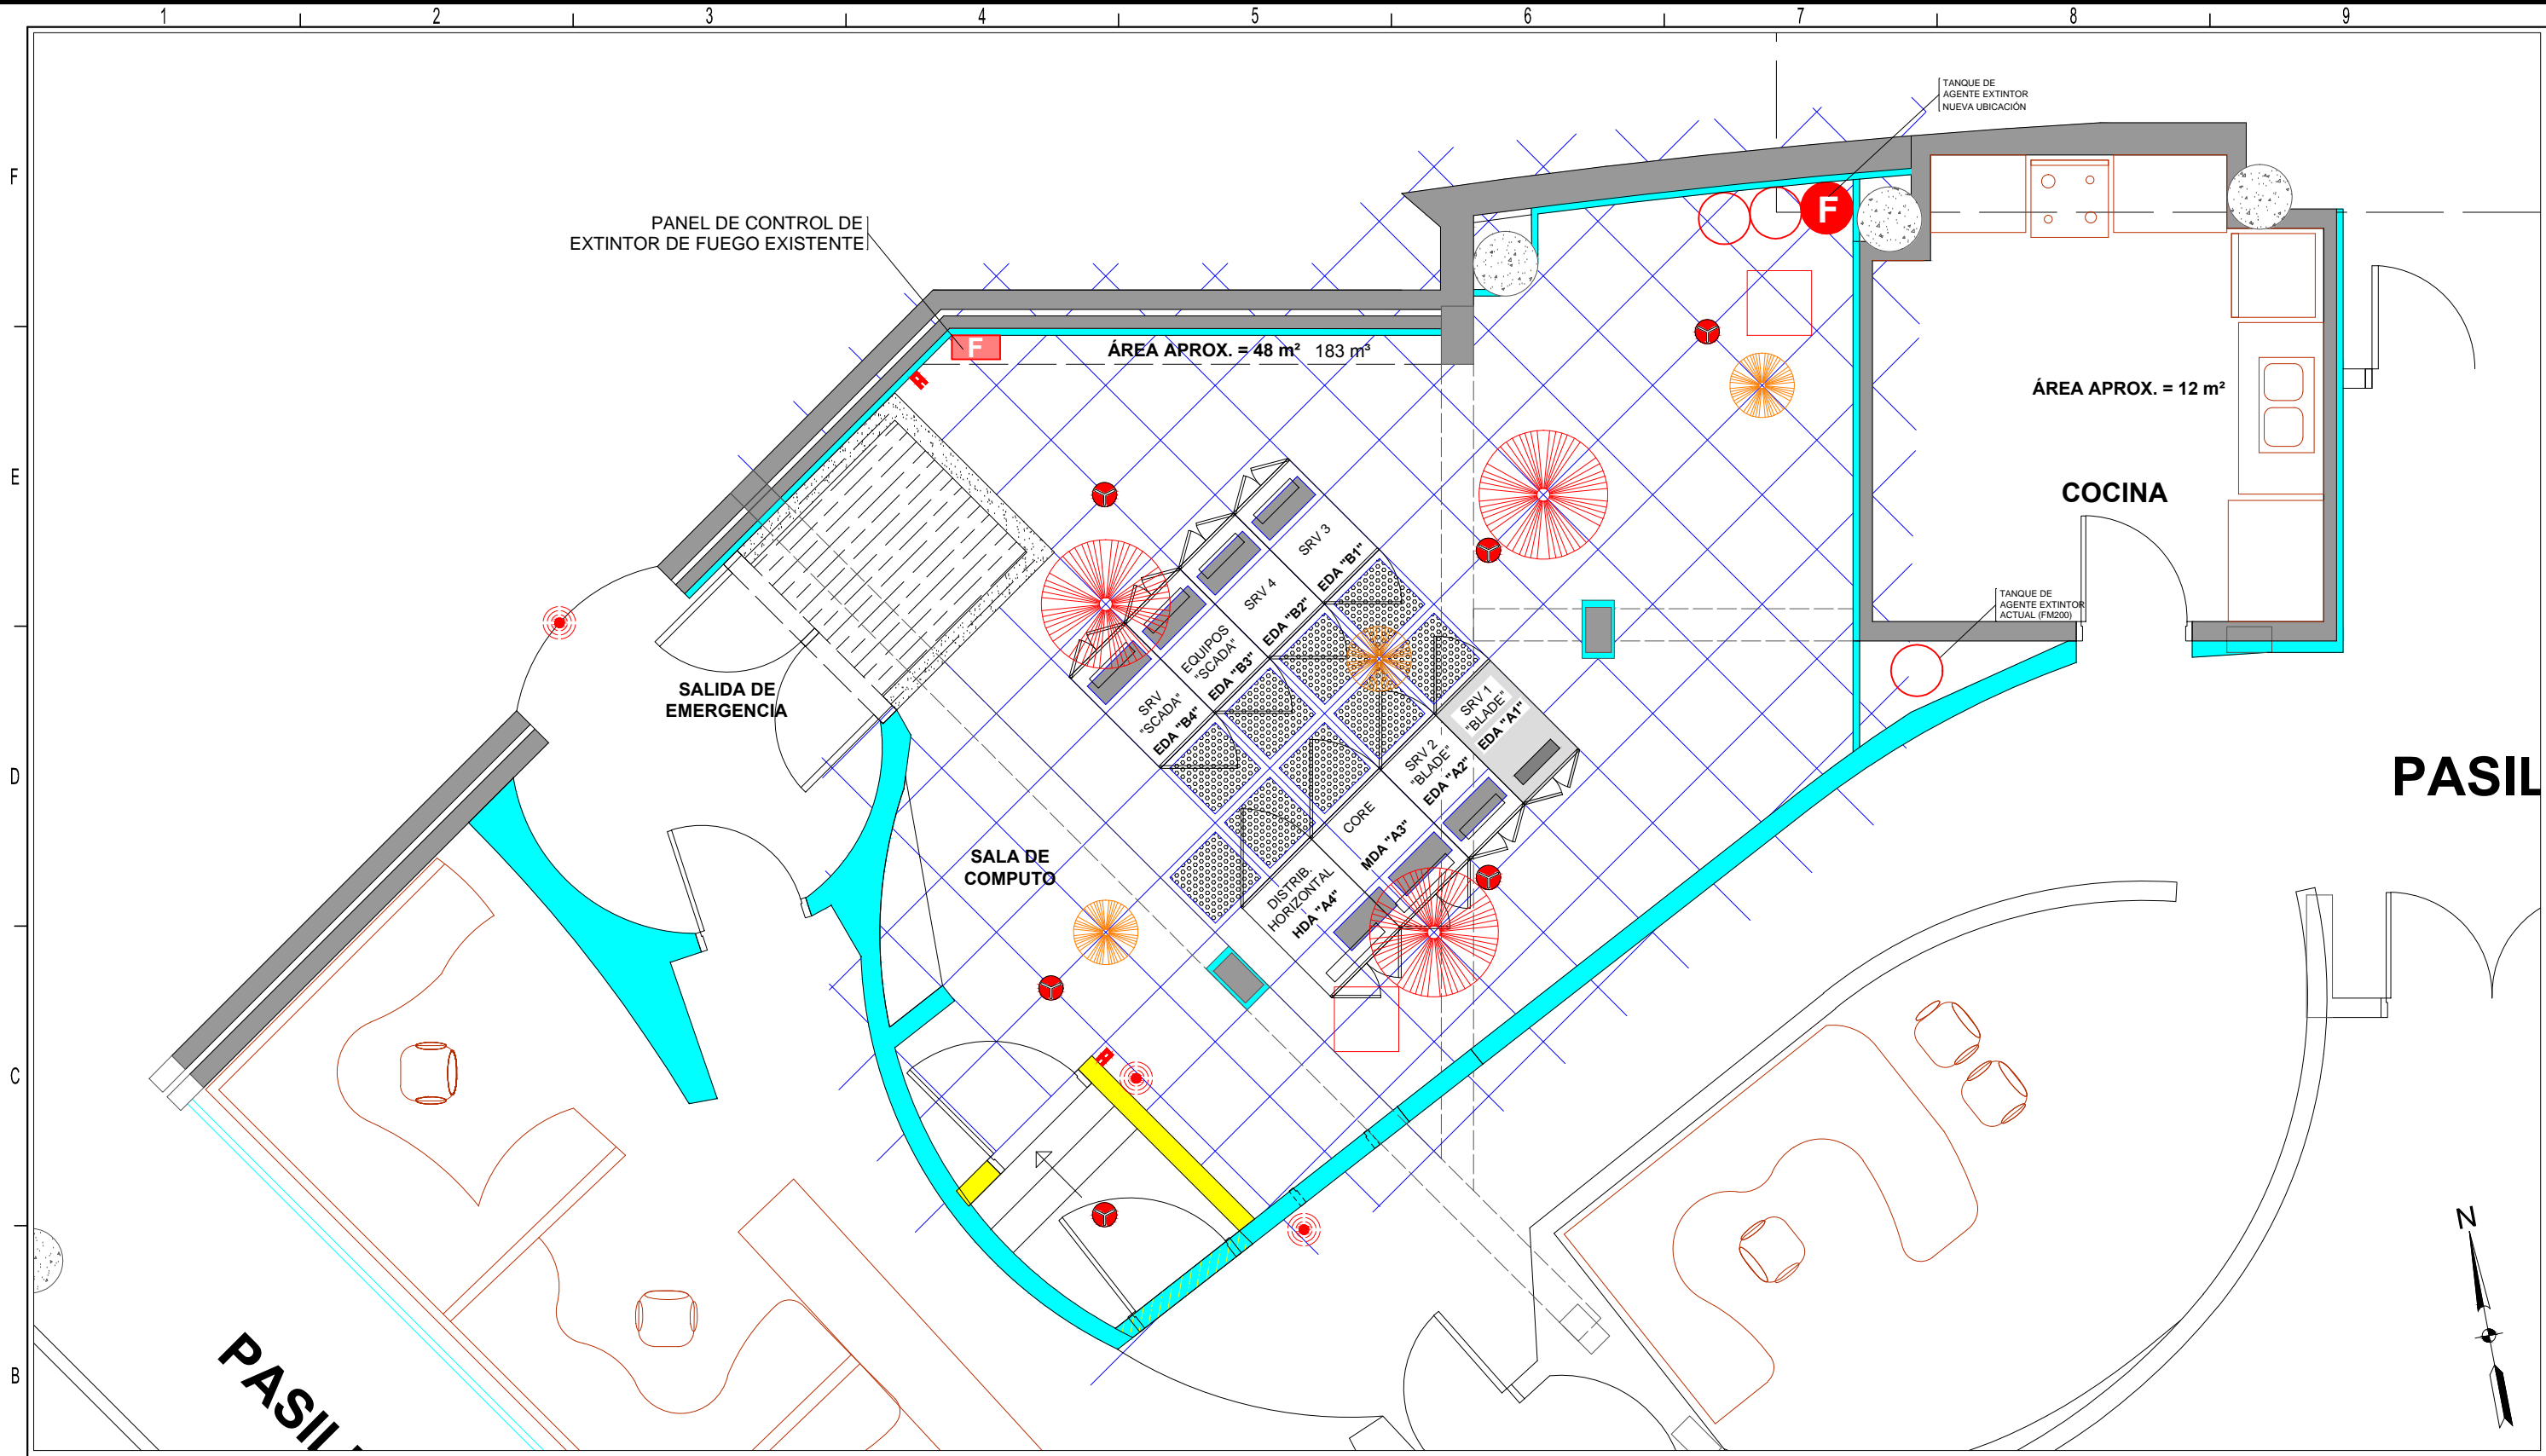 1
2
3
4
5
6
7
8
9
F
E
D
C
B
TANQUE DE
AGENTE EXTINTOR
NUEVA UBICACIÓN
F
PANEL DE CONTROL DE
EXTINTOR DE FUEGO EXISTENTE
F
ÁREA APROX. = 48 m² 183 m³
ÁREA APROX. = 12 m²
COCINA
SRV 3
EDA "B1"
SRV 4
EDA "B2"
EQUIPOS
"SCADA"
EDA "B3"
SRV
"SCADA"
EDA "B4"
TANQUE DE
AGENTE EXTINTOR
ACTUAL (FM200)
SALIDA DE
EMERGENCIA
SRV 1
"BLADE"
EDA "A1"
SRV 2
"BLADE"
EDA "A2"
CORE
MDA "A3"
DISTRIB.
HORIZONTAL
HDA "A4"
SALA DE
COMPUTO
PASIL
N
PASIL